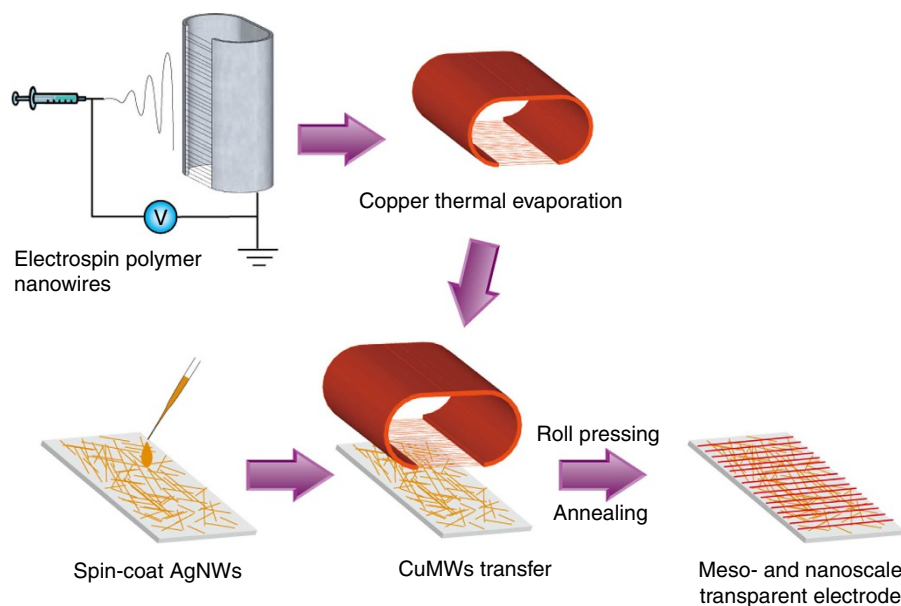 V
Electrospin polymer
nanowires
Copper thermal evaporation
Spin-coat AgNWs
CuMWs transfer
Roll pressing
Annealing
Meso- and nanoscale
transparent electrode